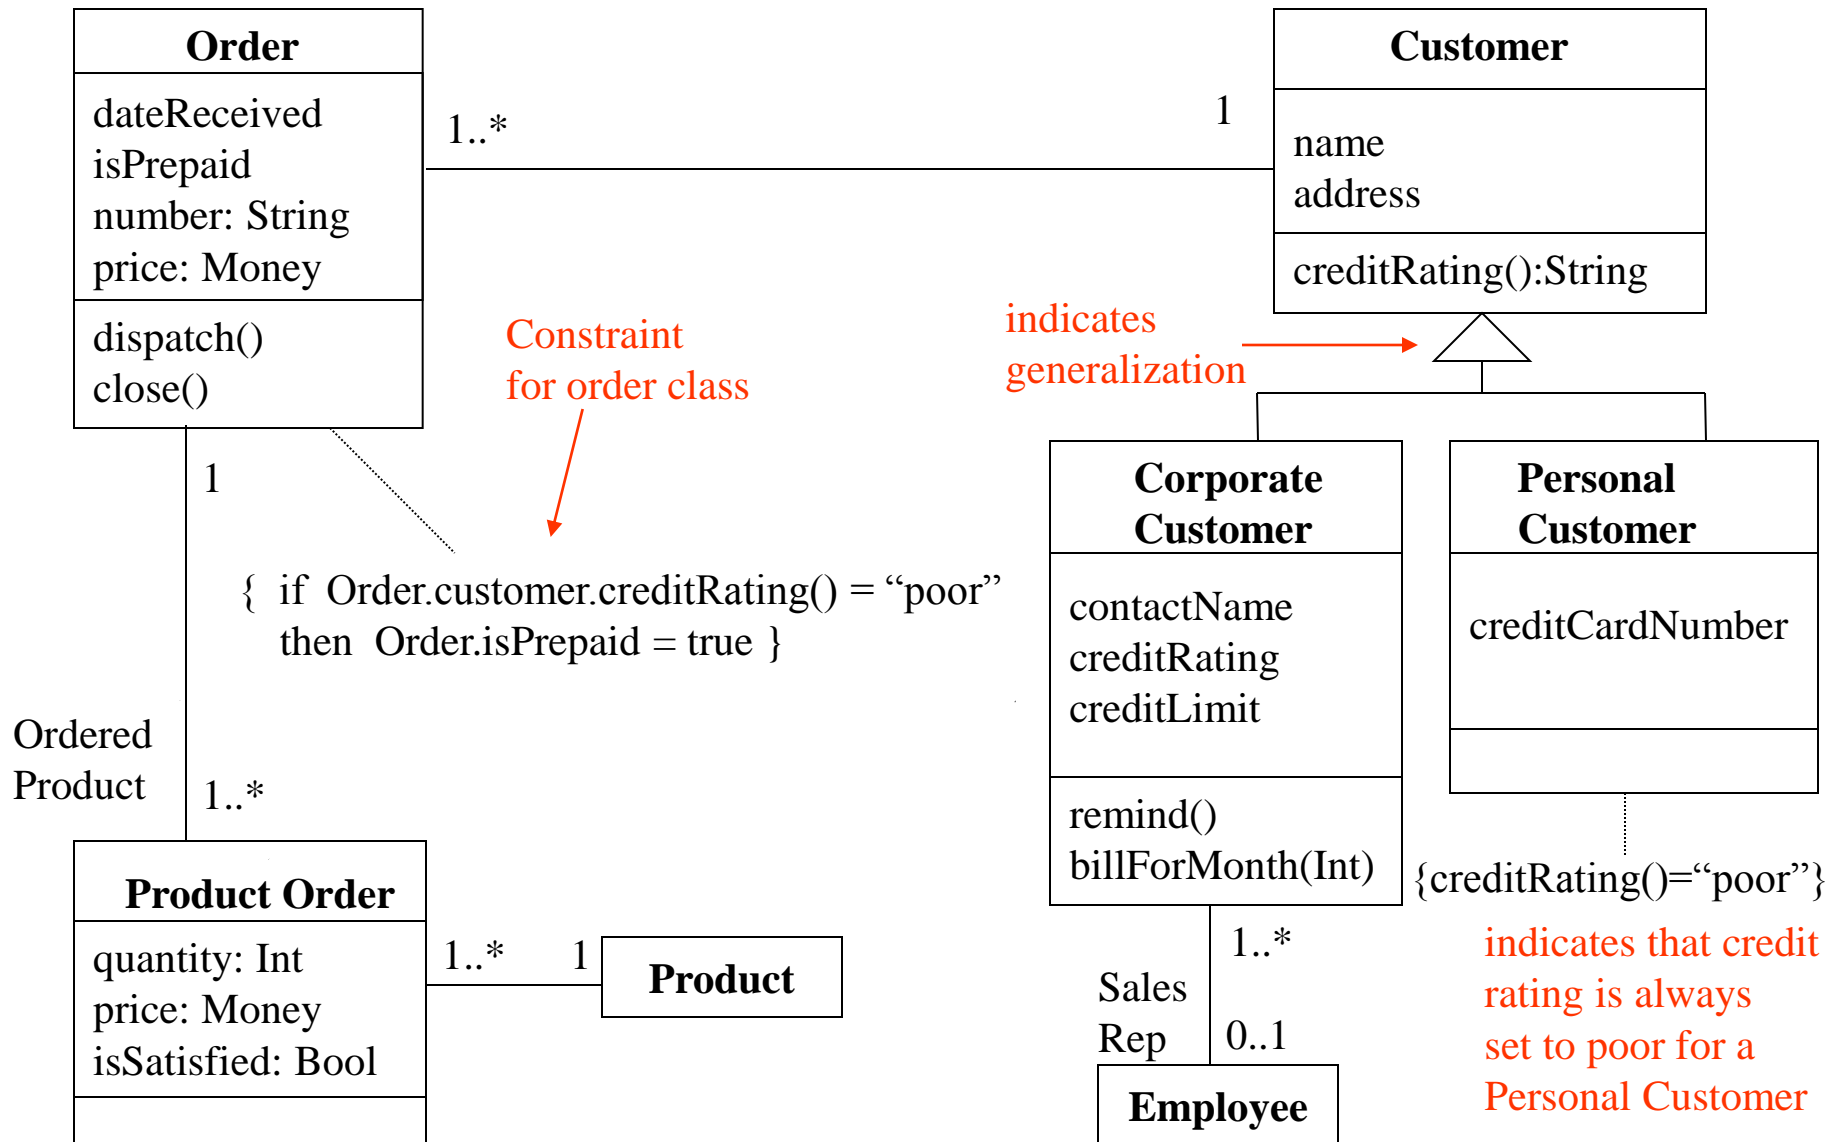 Order
dateReceived
isPrepaid
number: String
price: Money
dispatch()
close()
1..*
1
Customer
name
address
creditRating():String
Constraint
for order class
indicates
generalization
1
{ if Order.customer.creditRating() = “poor”
then Order.isPrepaid = true }
Corporate
Customer
contactName
creditRating
creditLimit
remind()
billForMonth(Int)
Personal
Customer
creditCardNumber
{creditRating()=“poor”}
indicates that credit
rating is always
set to poor for a
Personal Customer
Ordered
Product
1..*
Product Order
quantity: Int
price: Money
isSatisfied: Bool
1..*
1
Product
1..*
Sales
Rep
0..1
Employee